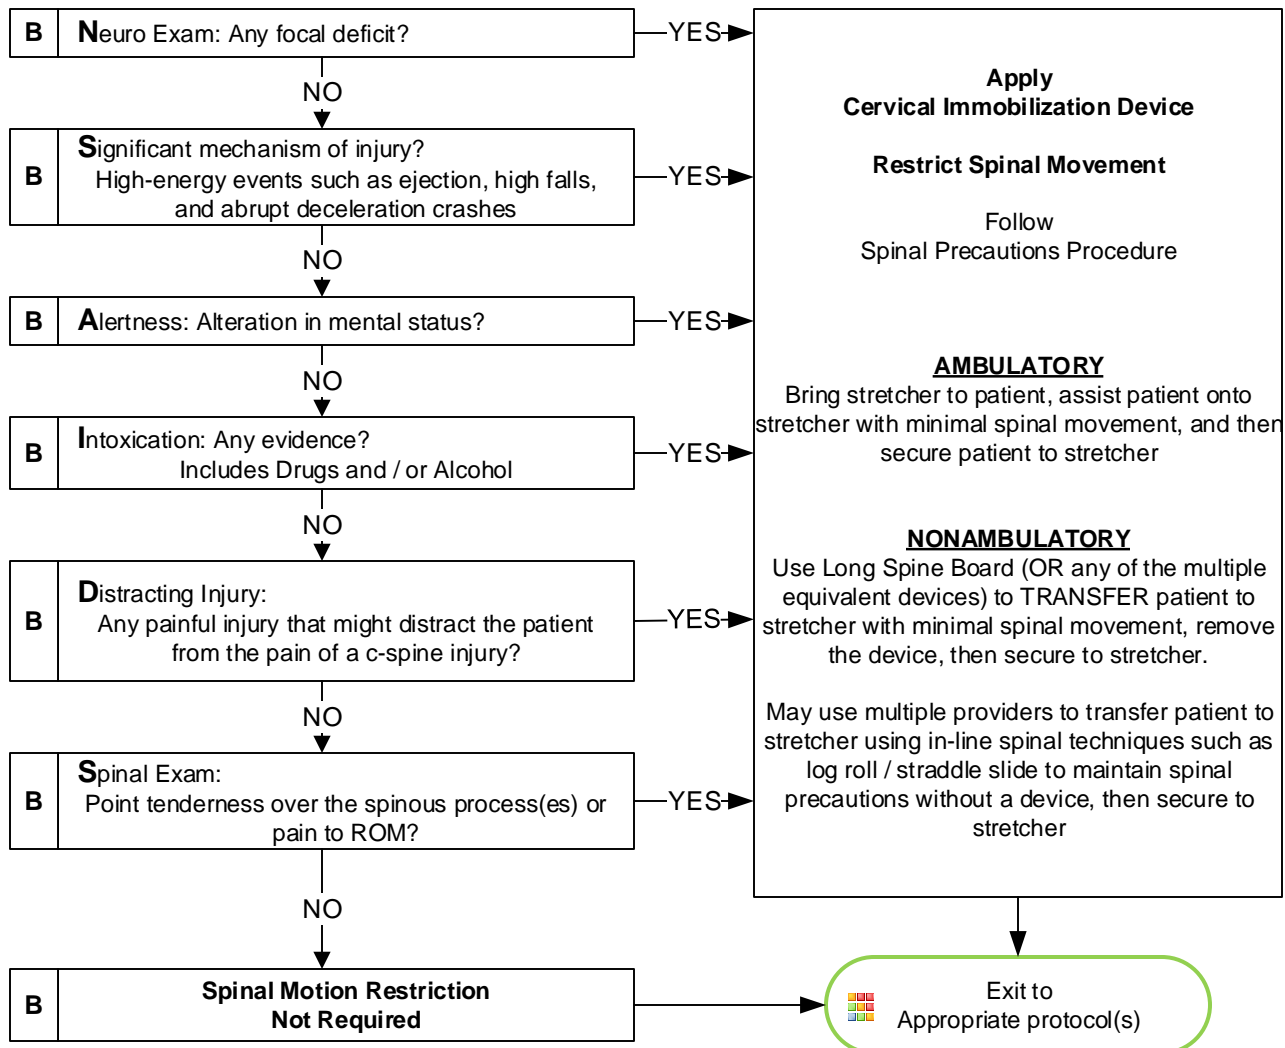 B
Neuro Exam: Any focal deficit?
YES
NO
B
Significant mechanism of injury?
High-energy events such as ejection, high falls,
and abrupt deceleration crashes
YES
NO
B
Alertness: Alteration in mental status?
YES
NO
B
Intoxication: Any evidence?
Includes Drugs and / or Alcohol
YES
NO
B
Distracting Injury:
Any painful injury that might distract the patient
from the pain of a c-spine injury?
YES
NO
B
Spinal Exam:
Point tenderness over the spinous process(es) or
pain to ROM?
YES
NO
B
Spinal Motion Restriction
Not Required
Apply
Cervical Immobilization Device
Restrict Spinal Movement
Follow
Spinal Precautions Procedure
AMBULATORY
Bring stretcher to patient, assist patient onto
stretcher with minimal spinal movement, and then
secure patient to stretcher
NONAMBULATORY
Use Long Spine Board (OR any of the multiple
equivalent devices) to TRANSFER patient to
stretcher with minimal spinal movement, remove
the device, then secure to stretcher.
May use multiple providers to transfer patient to
stretcher using in-line spinal techniques such as
log roll / straddle slide to maintain spinal
precautions without a device, then secure to
stretcher
Exit to
Appropriate protocol(s)